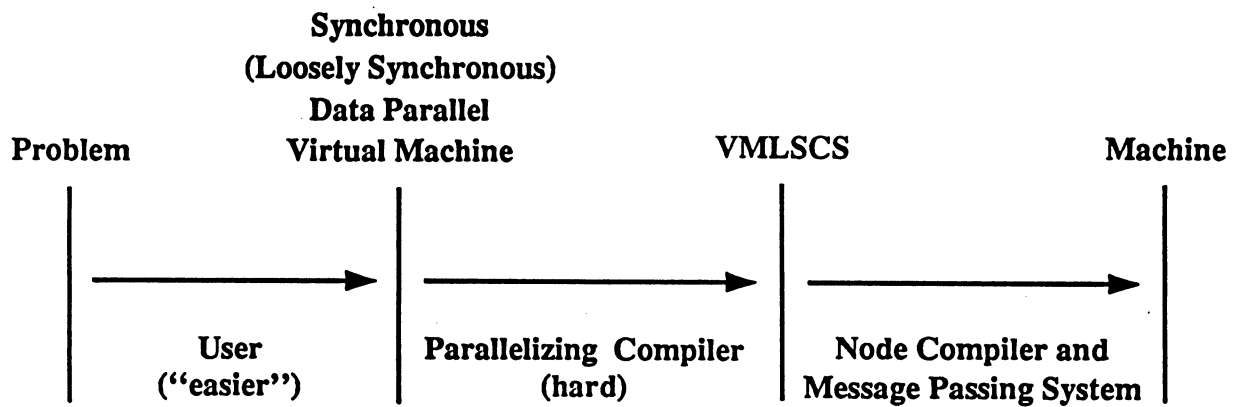 Synchronous
(Loosely Synchronous)
Data Parallel
Problem Virtual Machine VMLSCS Machine
User Parallelizing Compiler Node Compiler and
(“easier”) (hard) Message Passing System